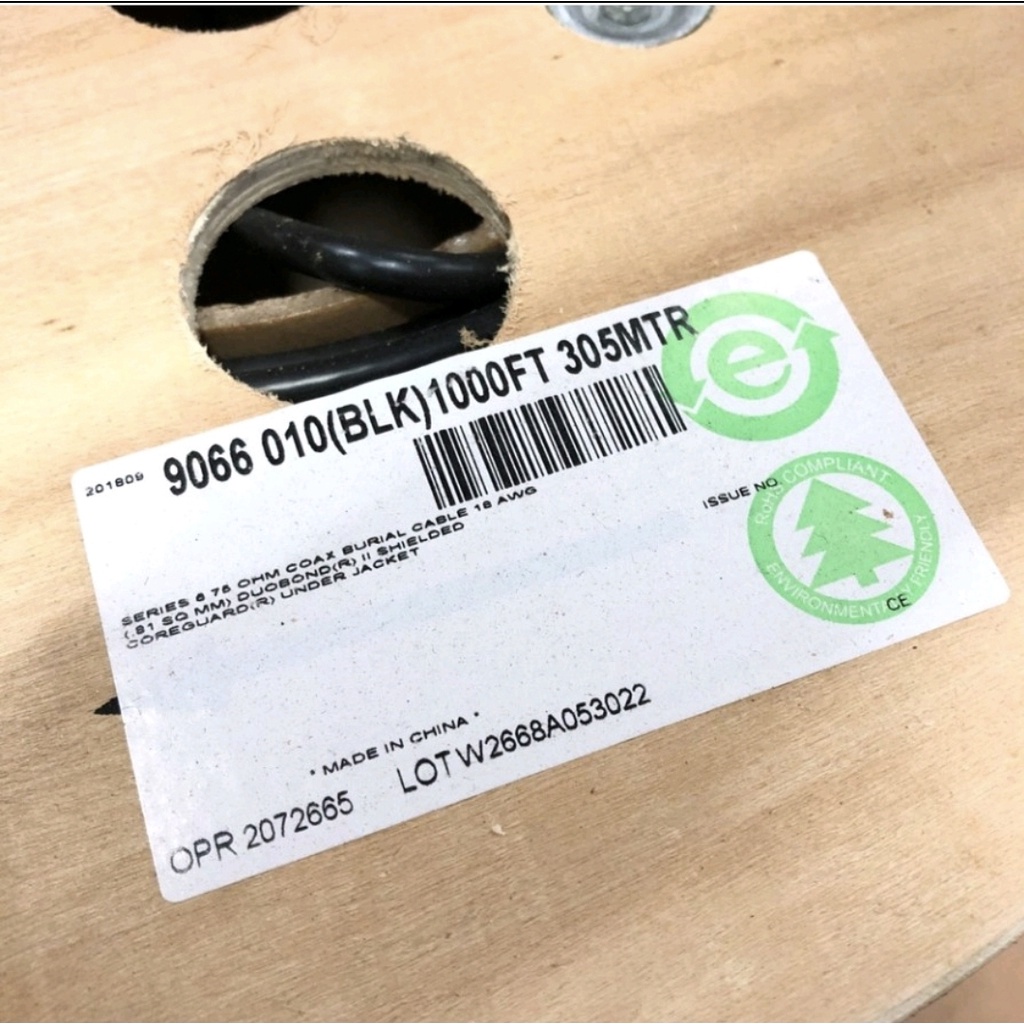 201809 9066 010(BLK)1000FT 305MTR
e
SERIES 6 75 OHM COAX BURIAL CABLE 18 AWG
(.81 SQ MM) DUOBOND(R) II SHIELDED
COREGUARD(R) UNDER JACKET
ISSUE NO.
RoHS COMPLIANT
ENVIRONMENTALLY FRIENDLY
CE
* MADE IN CHINA *
OPR 2072665 LOT W2668A053022